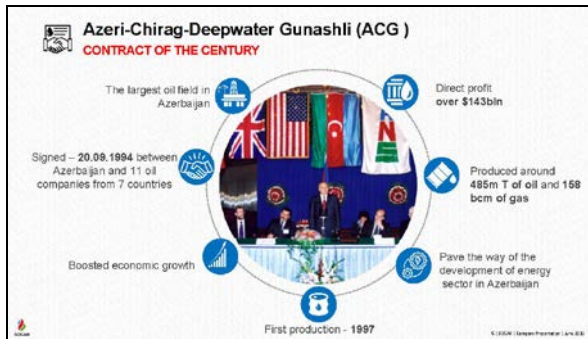 Azeri-Chirag-Deepwater Gunashli (ACG )
CONTRACT OF THE CENTURY
The largest oil field in
Azerbaijan
Signed – 20.09.1994 between
Azerbaijan and 11 oil
companies from 7 countries
Boosted economic growth
First production - 1997
Direct profit
over $143bln
Produced around
485m T of oil and 158
bcm of gas
Pave the way of the
development of energy
sector in Azerbaijan
SOCAR